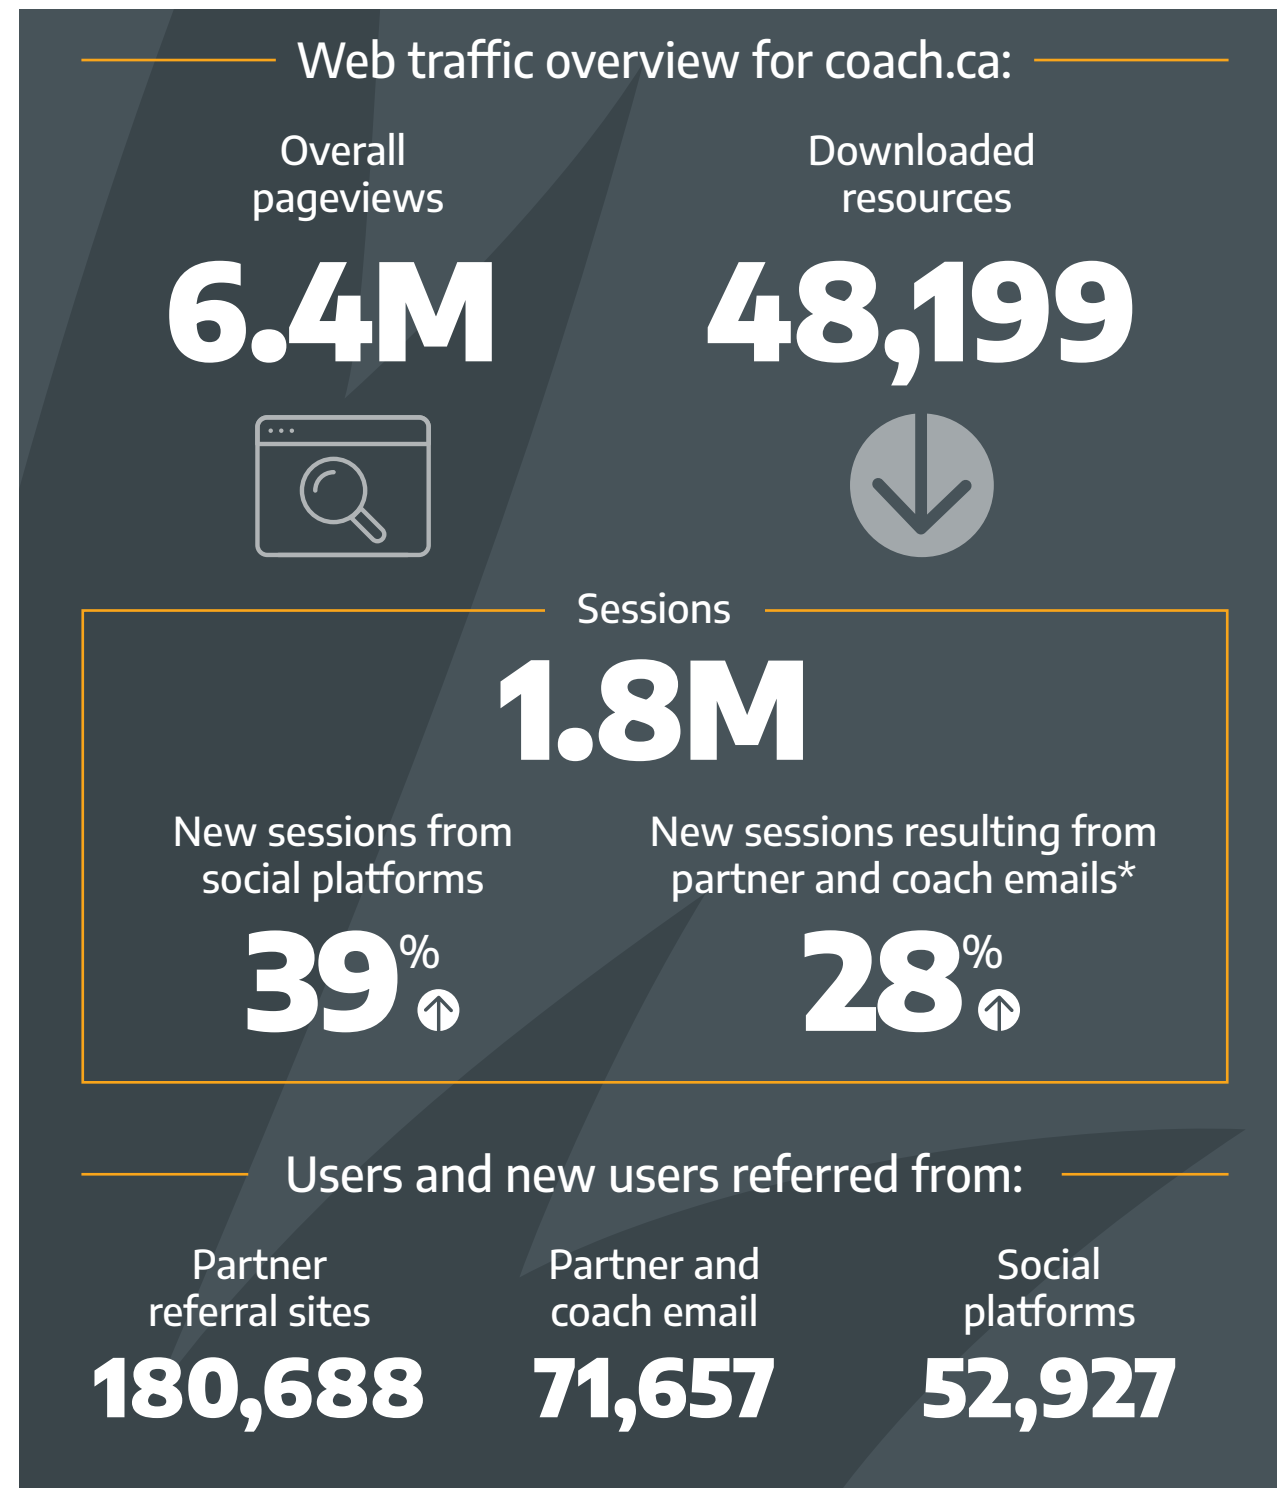 Web traffic overview for coach.ca:
Overall
pageviews
6.4M
Downloaded
resources
48,199
Sessions
1.8M
New sessions from
social platforms
39%
New sessions resulting from
partner and coach emails*
28%
Users and new users referred from:
Partner
referral sites
180,688
Partner and
coach email
71,657
Social
platforms
52,927